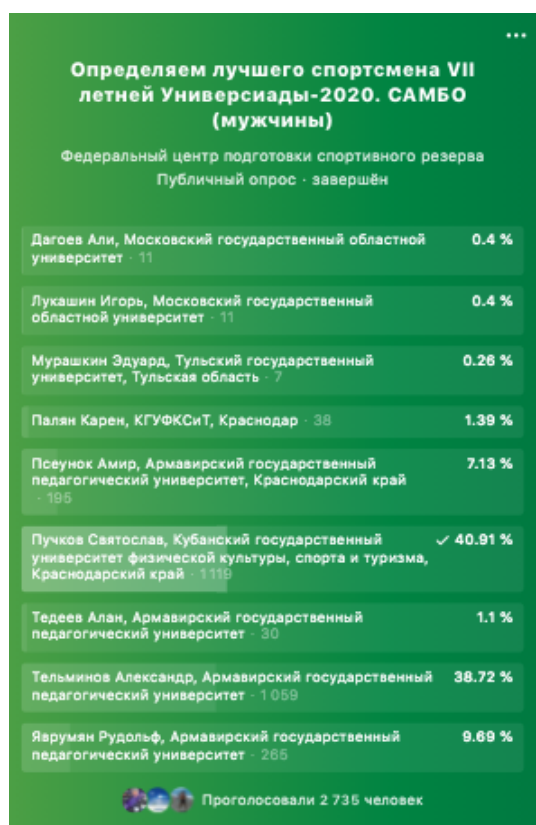 Определяем лучшего спортсмена VII
летней Универсиады-2020. САМБО
(мужчины)
Федеральный центр подготовки спортивного резерва
Публичный опрос · завершён
Дагоев Али, Московский государственный областной
университет · 11
0.4 %
Лукашин Игорь, Московский государственный
областной университет · 11
0.4 %
Мурашкин Эдуард, Тульский государственный
университет, Тульская область · 7
0.26 %
Палян Карен, КГУФКСиТ, Краснодар · 38
1.39 %
Псеунок Амир, Армавирский государственный
педагогический университет, Краснодарский край
· 195
7.13 %
Пучков Святослав, Кубанский государственный
университет физической культуры, спорта и туризма,
Краснодарский край · 1 119
40.91 %
Тедеев Алан, Армавирский государственный
педагогический университет · 30
1.1 %
Тельминов Александр, Армавирский государственный
педагогический университет · 1 059
38.72 %
Яврумян Рудольф, Армавирский государственный
педагогический университет · 265
9.69 %
Проголосовали 2 735 человек